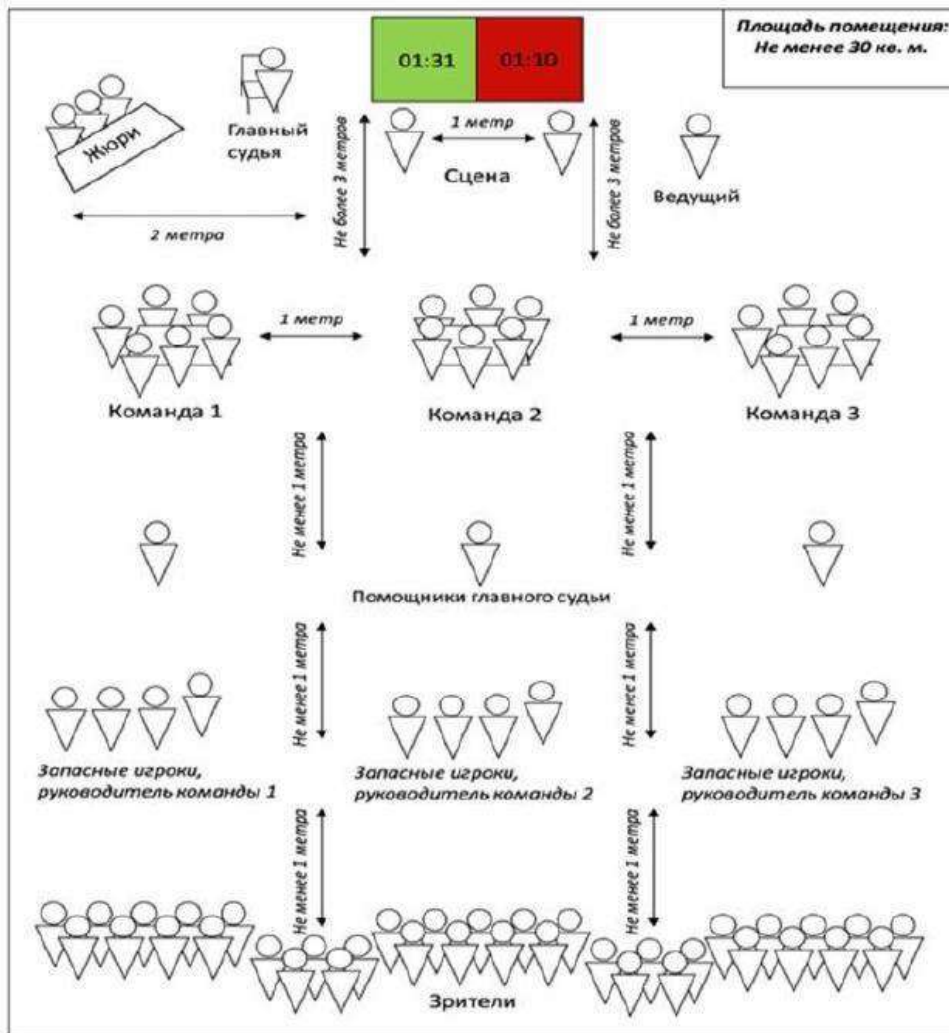 Площадь помещения:
Не менее 30 кв. м.
01:31
01:10
Жюри
Главный
судья
1 метр
Сцена
Ведущий
Не более 3 метров
Не более 3 метров
2 метра
1 метр
1 метр
Команда 1
Команда 2
Команда 3
Не менее 1 метра
Не менее 1 метра
Помощники главного судьи
Не менее 1 метра
Не менее 1 метра
Запасные игроки,
руководитель команды 1
Запасные игроки,
руководитель команды 2
Запасные игроки,
руководитель команды 3
Не менее 1 метра
Не менее 1 метра
Зрители